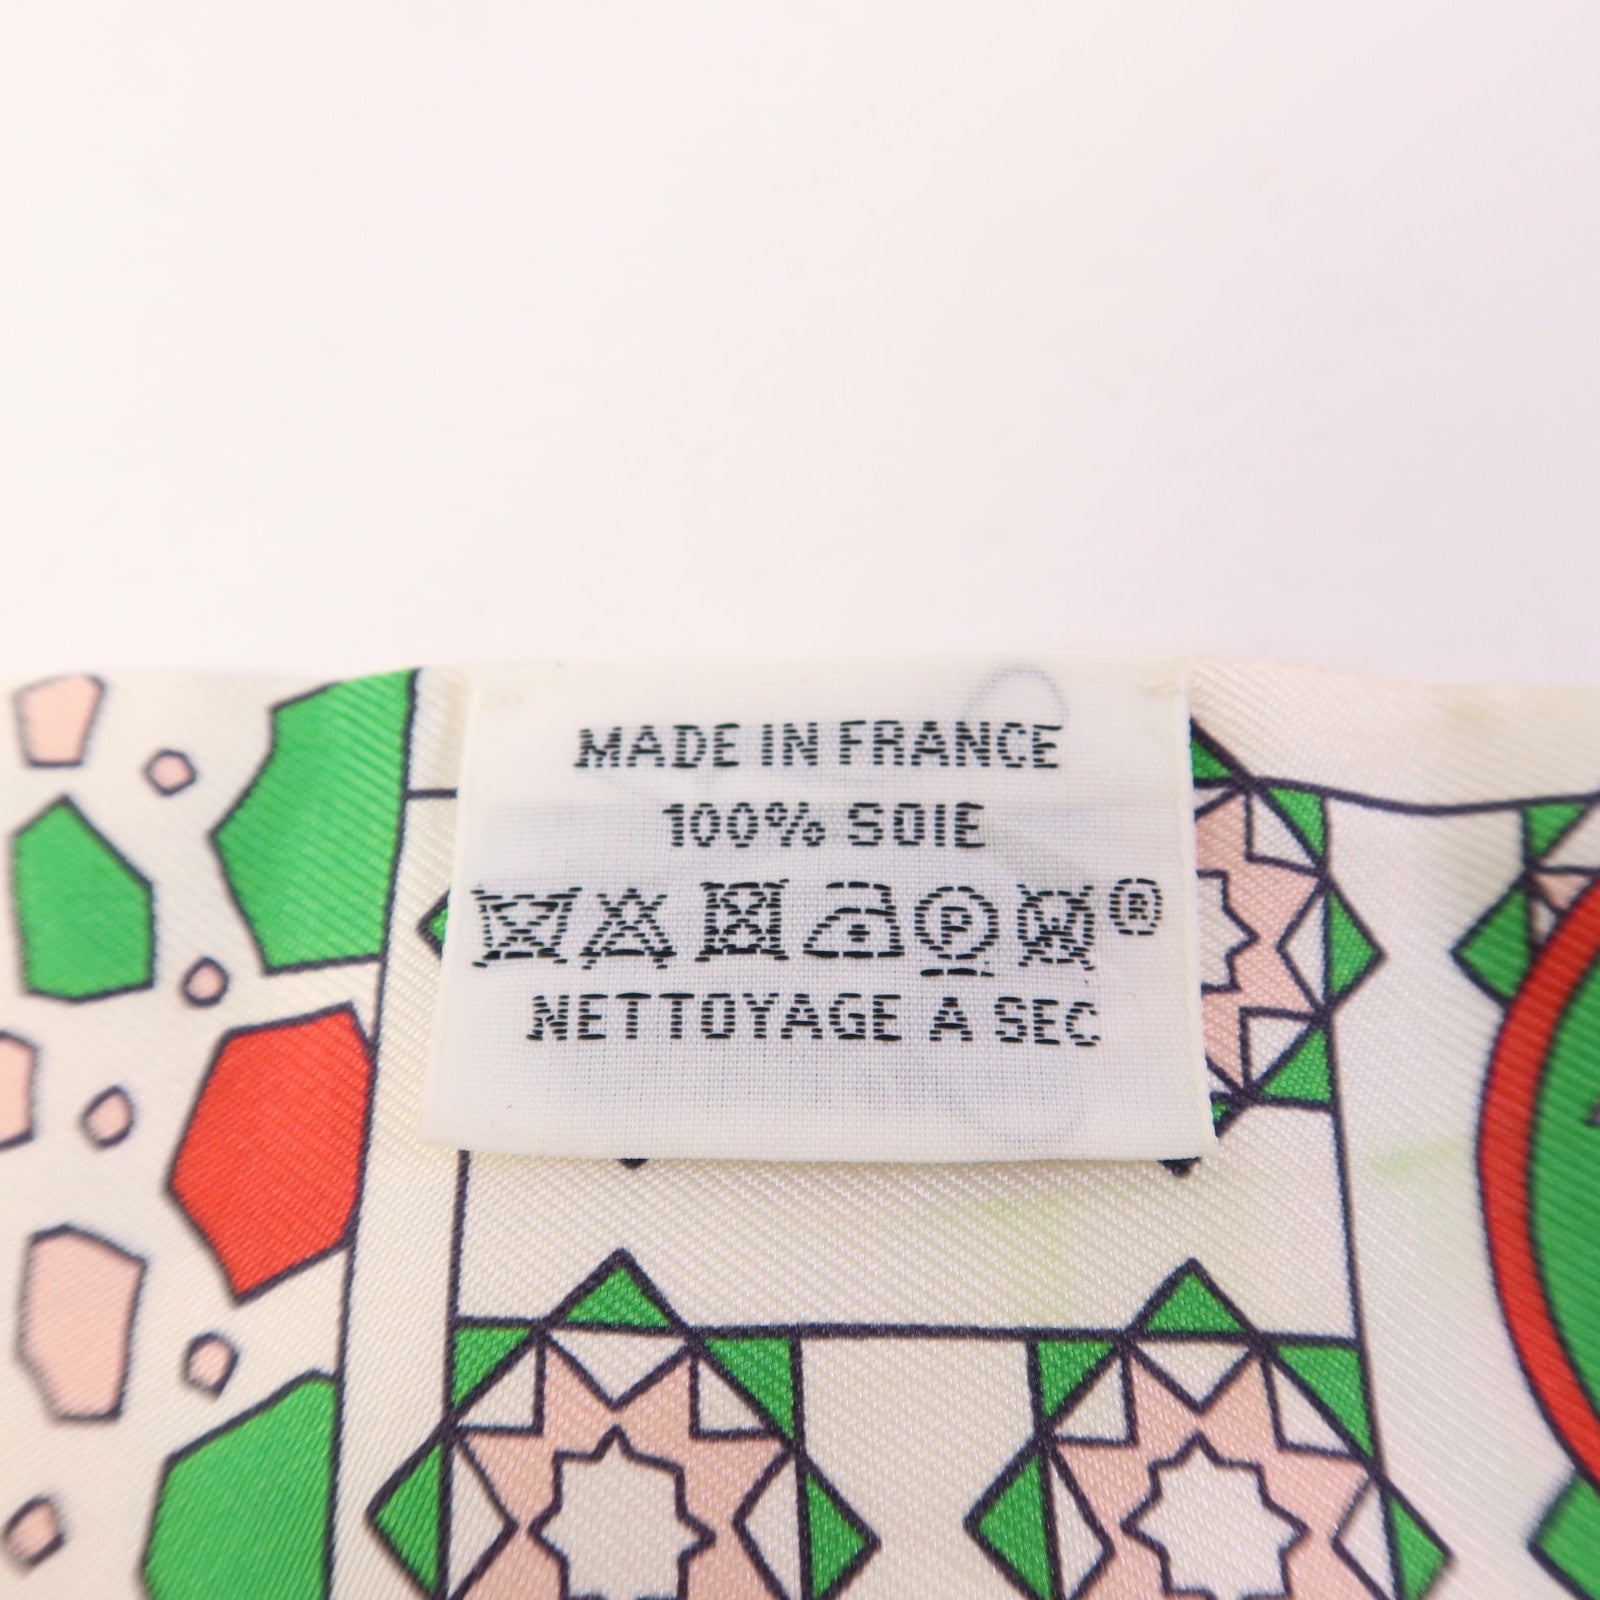 MADE IN FRANCE
100% SOIE
P W ®
NETTOYAGE A SEC